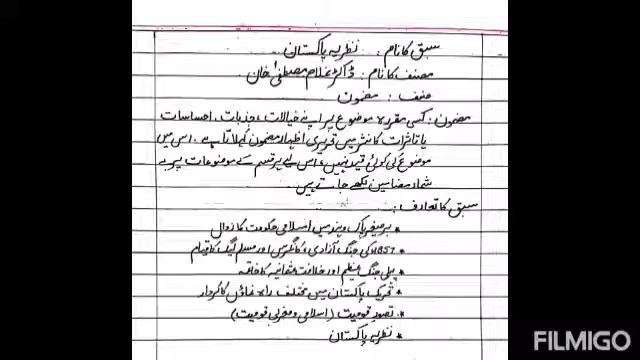 سبق کا نام : نظریہ پاکستان
مصنف کا نام : ڈاکٹر غلام مصطفیٰ خان
صنف : مضمون
مضمون : کسی مقررہ موضوع پر اپنے خیالات، جذبات، احساسات
یا تاثرات کا نثر میں تحریری اظہار مضمون کہلاتا ہے۔ اس میں
موضوع کی کوئی قید نہیں، اس لیے ہر قسم کے موضوعات پر بے
شمار مضامین لکھے جاتے ہیں
سبق کا تعارف :
* برصغیر پاک و ہند میں اسلامی حکومت کا زوال
* 1857 کی جنگ آزادی، کانگرس اور مسلم لیگ کا قیام
* پہلی جنگ عظیم اور خلافت عثمانیہ کا خاتمہ
* تحریک پاکستان میں مختلف راہ نماؤں کا کردار
* تصور قومیت (اسلامی و مغربی قومیت)
* نظریہ پاکستان
FILMIGO